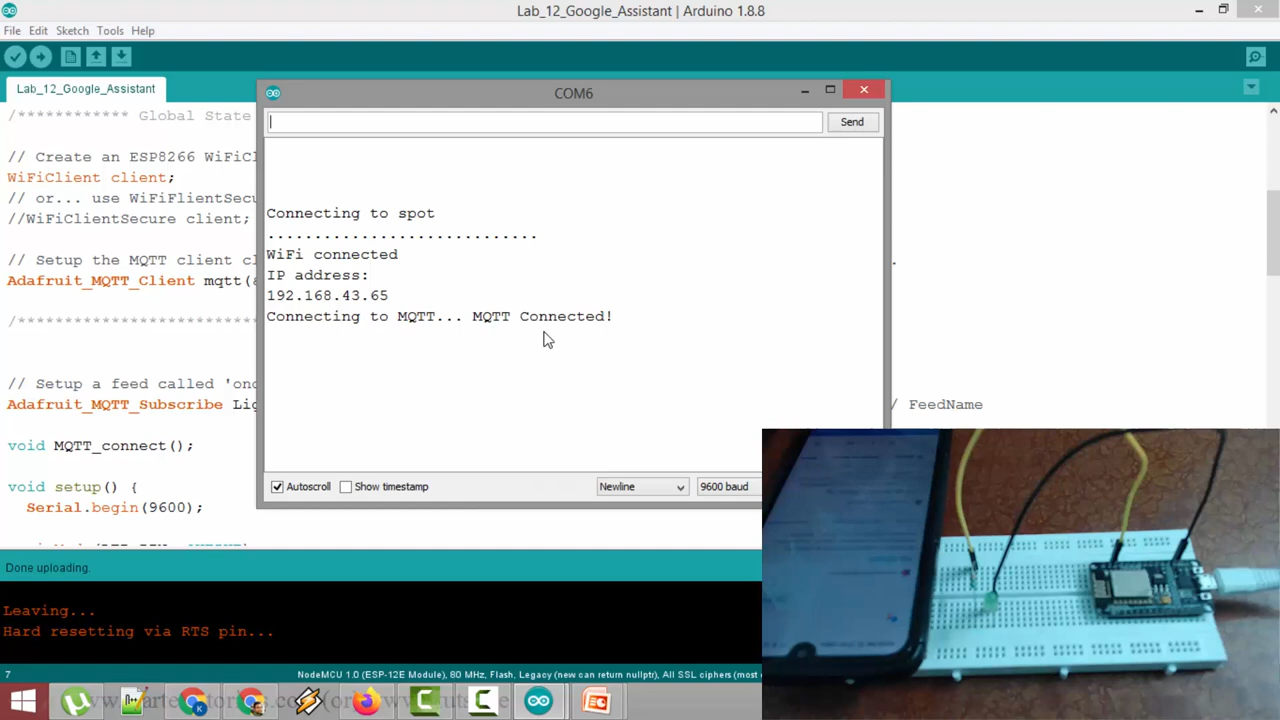 Lab_12_Google_Assistant | Arduino 1.8.8
File Edit Sketch Tools Help
Lab_12_Google_Assistant
/************ Global State
// Create an ESP8266 WiFiCl
WiFiClient client;
// or... use WiFiFlientSecu
//WiFiClientSecure client;
// Setup the MQTT client cl
Adafruit_MQTT_Client mqtt(&
/***************************
// Setup a feed called 'ono
Adafruit_MQTT_Subscribe Lig
/ FeedName
void MQTT_connect();
void setup() {
Serial.begin(9600);
COM6
Send
Connecting to spot
.............................
WiFi connected
IP address:
192.168.43.65
Connecting to MQTT... MQTT Connected!
Autoscroll Show timestamp Newline 9600 baud
Done uploading.
Leaving...
Hard resetting via RTS pin...
7 NodeMCU 1.0 (ESP-12E Module), 80 MHz, Flash, Legacy (new can return nullptr), All SSL ciphers (most